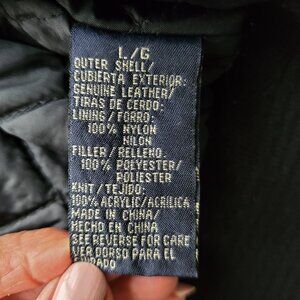 L/G
OUTER SHELL/
CUBIERTA EXTERIOR:
GENUINE LEATHER/
TIRAS DE CERDO:
LINING/FORRO:
100% NYLON
NILON
FILLER/RELLENO:
100% POLYESTER/
POLIESTER
KNIT/TEJIDO:
100% ACRYLIC/ACRILICA
MADE IN CHINA/
HECHO EN CHINA
SEE REVERSE FOR CARE
VER DORSO PARA EL